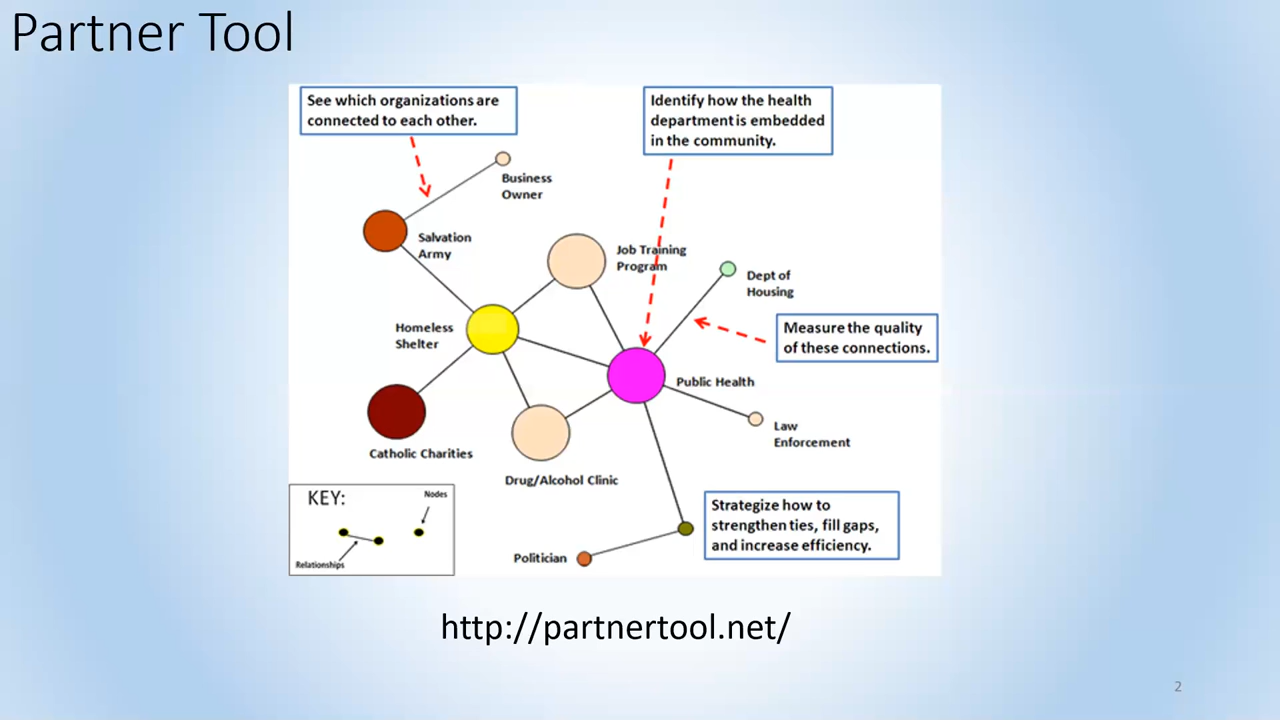 Partner Tool
See which organizations are
connected to each other.
Identify how the health
department is embedded
in the community.
Business
Owner
Salvation
Army
Job Training
Program
Dept of
Housing
Homeless
Shelter
Measure the quality
of these connections.
Public Health
Law
Enforcement
Catholic Charities
Drug/Alcohol Clinic
KEY:
Nodes
Relationships
Strategize how to
strengthen ties, fill gaps,
and increase efficiency.
Politician
http://partnertool.net/
2